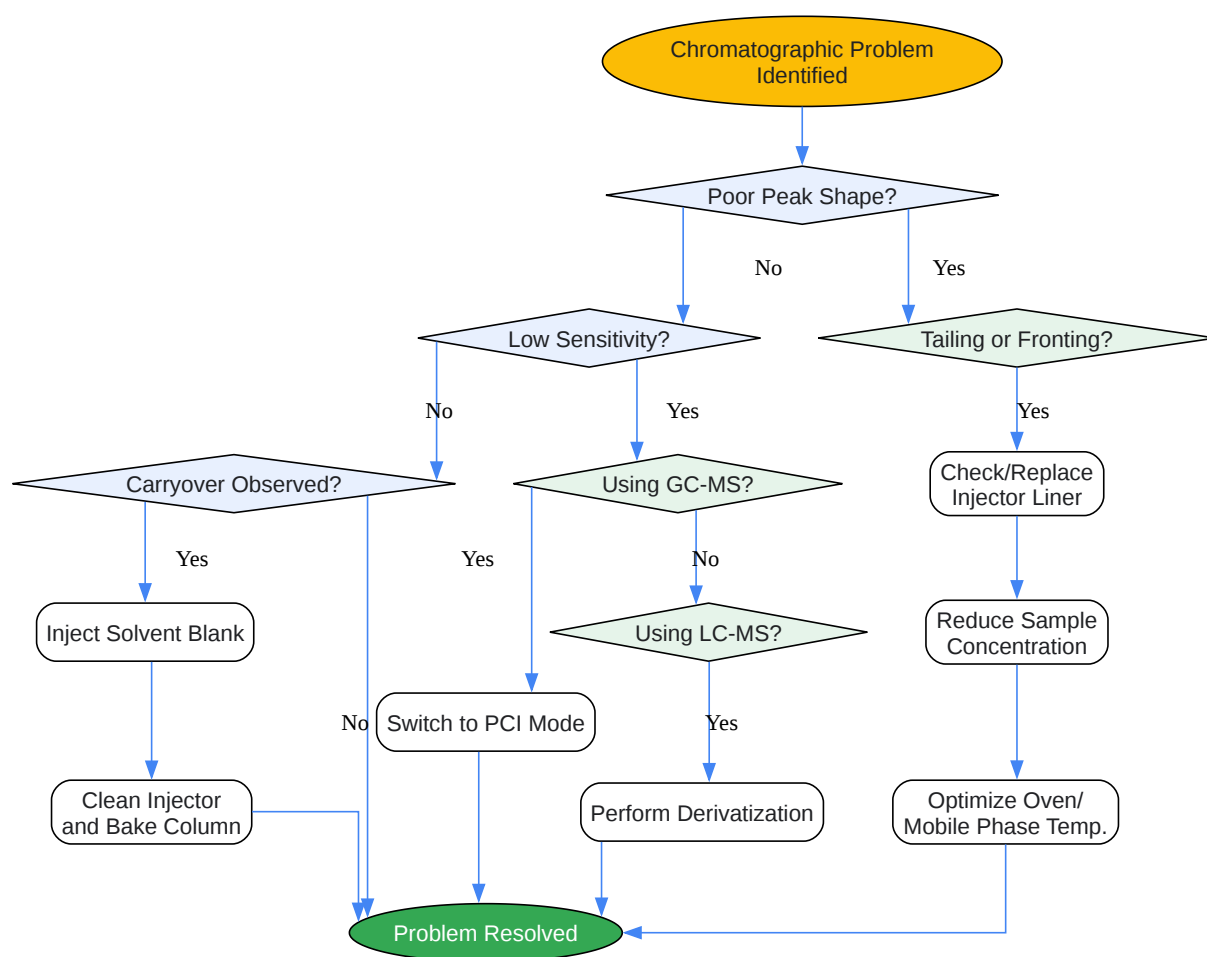 Chromatographic Problem
Identified
Poor Peak Shape?
No
Yes
Low Sensitivity?
Tailing or Fronting?
No
Yes
Yes
Carryover Observed?
Using GC-MS?
Check/Replace
Injector Liner
Yes
Yes
No
Inject Solvent Blank
Using LC-MS?
Reduce Sample
Concentration
No
Switch to PCI Mode
Yes
Clean Injector
and Bake Column
Perform Derivatization
Optimize Oven/
Mobile Phase Temp.
Problem Resolved